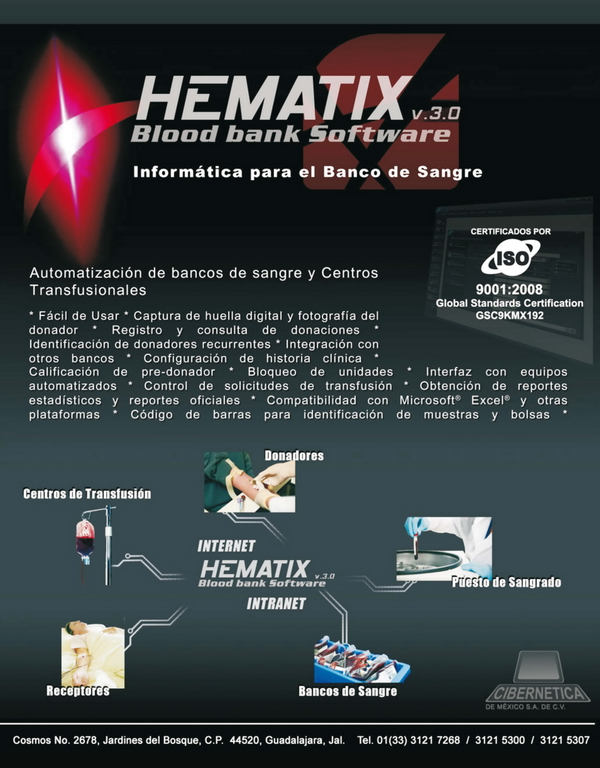 HEMATIX v.3.0
Blood bank Software
Informática para el Banco de Sangre
CERTIFICADOS POR
ISO
9001:2008
Global Standards Certification
GSC9KMX192
Automatización de bancos de sangre y Centros
Transfusionales
* Fácil de Usar * Captura de huella digital y fotografía del
donador * Registro y consulta de donaciones *
Identificación de donadores recurrentes * Integración con
otros bancos * Configuración de historia clínica *
Calificación de pre-donador * Bloqueo de unidades * Interfaz con equipos
automatizados * Control de solicitudes de transfusión * Obtención de reportes
estadísticos y reportes oficiales * Compatibilidad con Microsoft® Excel® y otras
plataformas * Código de barras para identificación de muestras y bolsas *
Donadores
Centros de Transfusión
INTERNET
HEMATIX v.3.0
Blood bank Software
INTRANET
Puesto de Sangrado
Receptores
Bancos de Sangre
CIBERNETICA
DE MÉXICO S.A. DE C.V.
Cosmos No. 2678, Jardines del Bosque, C.P. 44520, Guadalajara, Jal. Tel. 01(33) 3121 7268 / 3121 5300 / 3121 5307